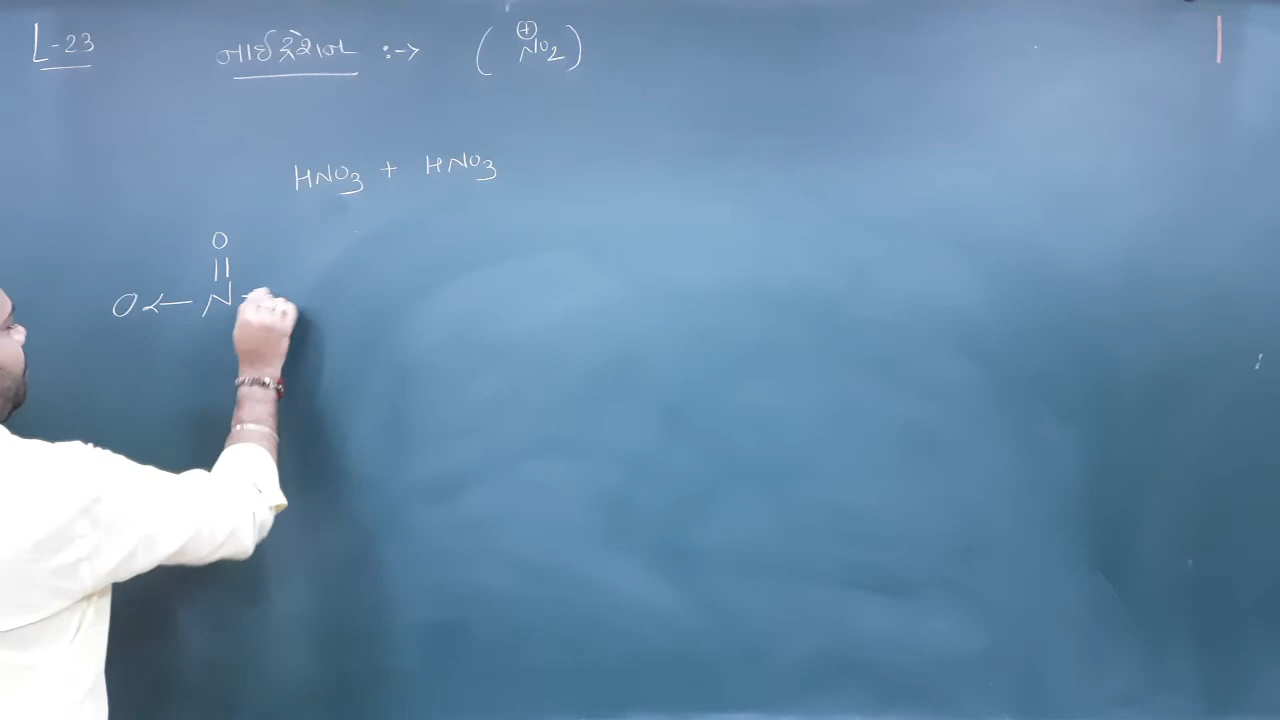 L-23 નાઈટ્રેશન :-> (⊕NO2)
HNO3 + HNO3
O
||
O<— N —